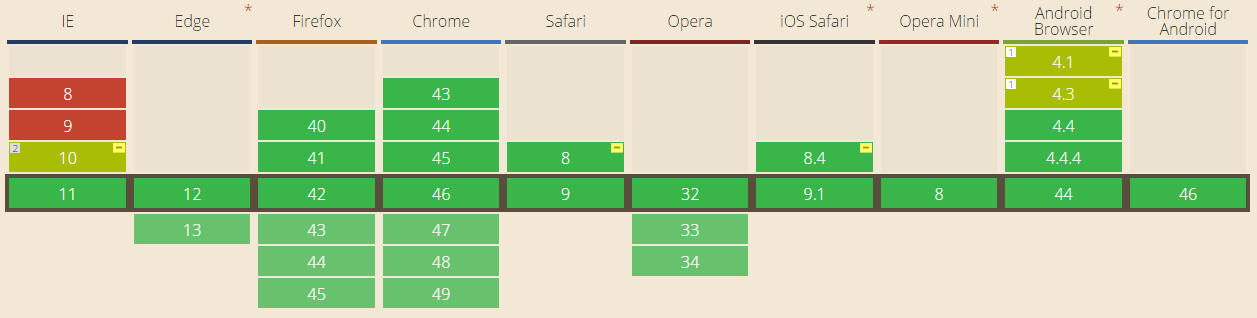 IE Edge * Firefox Chrome Safari Opera iOS Safari * Opera Mini * Android Browser * Chrome for Android
1 4.1 -
8 43 1 4.3 -
9 40 44 4.4
2 10 - 41 45 8 - 8.4 - 4.4.4
11 12 42 46 9 32 9.1 8 44 46
13 43 47 33
44 48 34
45 49